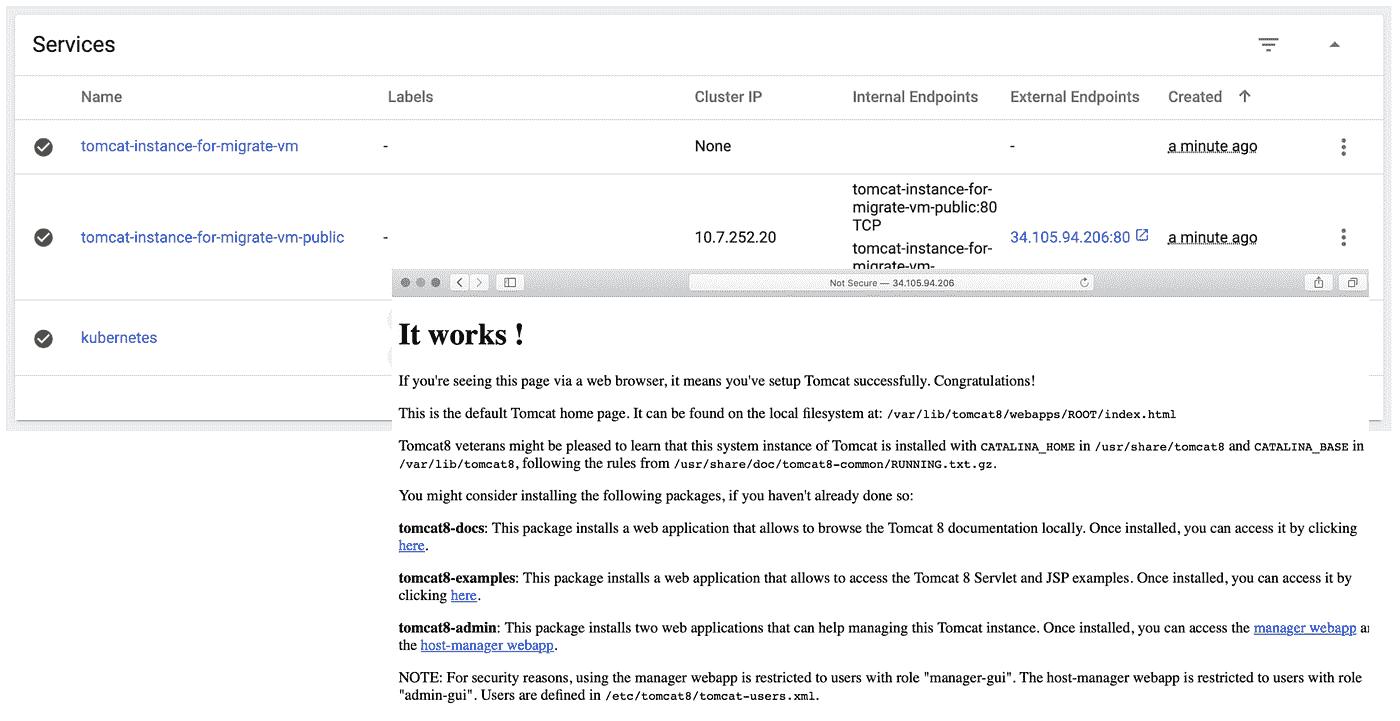 Services
Name Labels Cluster IP Internal Endpoints External Endpoints Created ↑
tomcat-instance-for-migrate-vm - None - a minute ago
tomcat-instance-for-
migrate-vm-public:80
TCP
tomcat-instance-for-migrate-vm-public - 10.7.252.20 34.105.94.206:80 a minute ago
tomcat-instance-for-
migrate-vm-
Not Secure — 34.105.94.206
kubernetes
It works !
If you're seeing this page via a web browser, it means you've setup Tomcat successfully. Congratulations!
This is the default Tomcat home page. It can be found on the local filesystem at: /var/lib/tomcat8/webapps/ROOT/index.html
Tomcat8 veterans might be pleased to learn that this system instance of Tomcat is installed with CATALINA_HOME in /usr/share/tomcat8 and CATALINA_BASE in
/var/lib/tomcat8, following the rules from /usr/share/doc/tomcat8-common/RUNNING.txt.gz.
You might consider installing the following packages, if you haven't already done so:
tomcat8-docs: This package installs a web application that allows to browse the Tomcat 8 documentation locally. Once installed, you can access it by clicking
here.
tomcat8-examples: This package installs a web application that allows to access the Tomcat 8 Servlet and JSP examples. Once installed, you can access it by
clicking here.
tomcat8-admin: This package installs two web applications that can help managing this Tomcat instance. Once installed, you can access the manager webapp
the host-manager webapp.
NOTE: For security reasons, using the manager webapp is restricted to users with role "manager-gui". The host-manager webapp is restricted to users with role
"admin-gui". Users are defined in /etc/tomcat8/tomcat-users.xml.